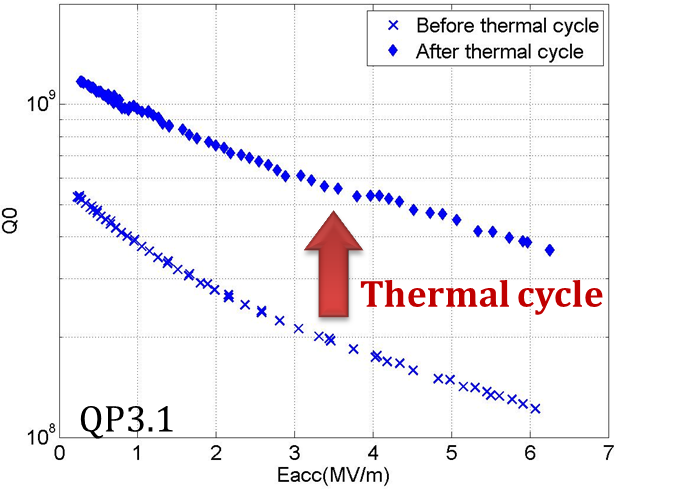 Before thermal cycle
After thermal cycle
10^9
Q0
Thermal cycle
QP3.1
10^8
0 1 2 3 4 5 6 7
Eacc(MV/m)